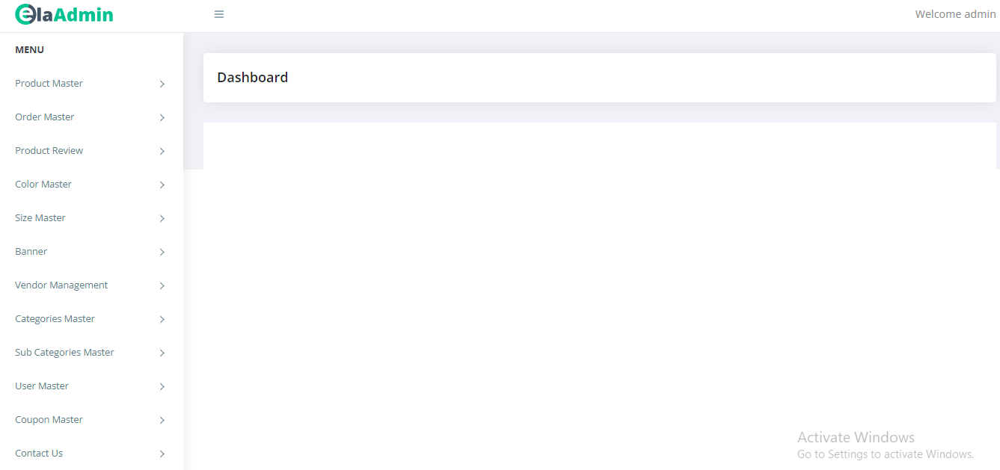 elaAdmin
Welcome admin
MENU
Product Master
Order Master
Product Review
Color Master
Size Master
Banner
Vendor Management
Categories Master
Sub Categories Master
User Master
Coupon Master
Contact Us
Dashboard
Activate Windows
Go to Settings to activate Windows.